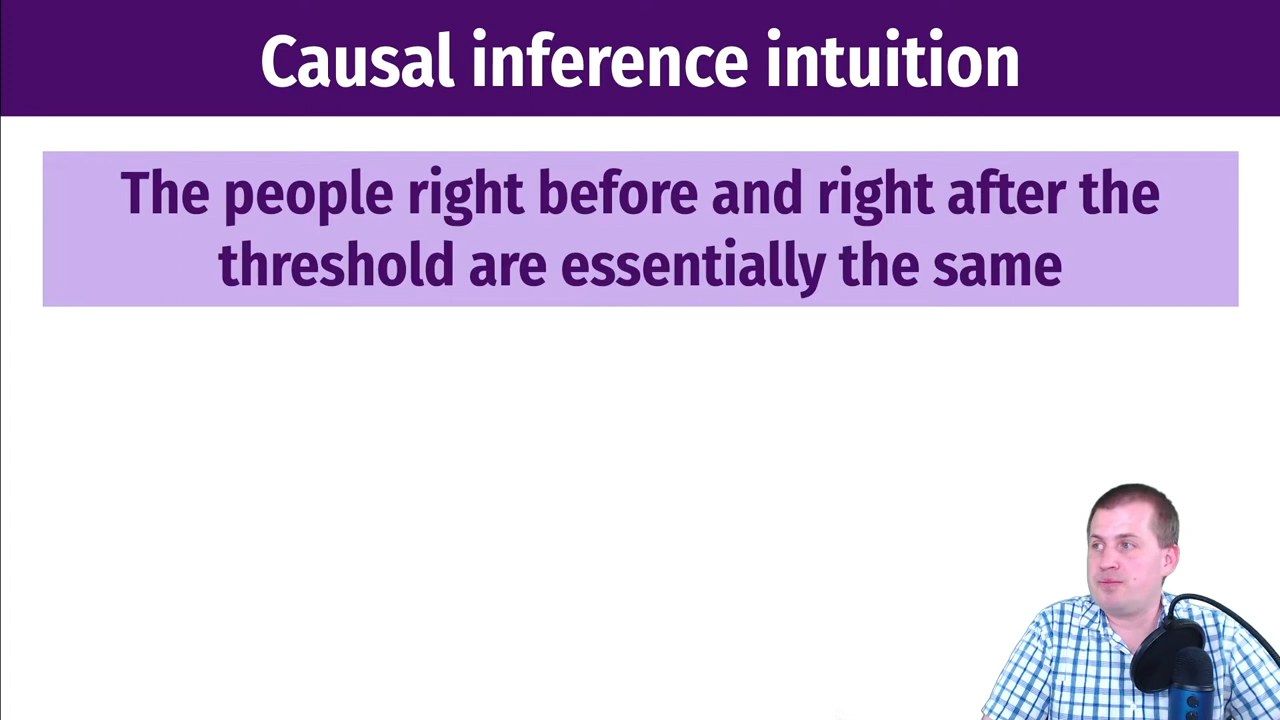 Causal inference intuition
The people right before and right after the
threshold are essentially the same